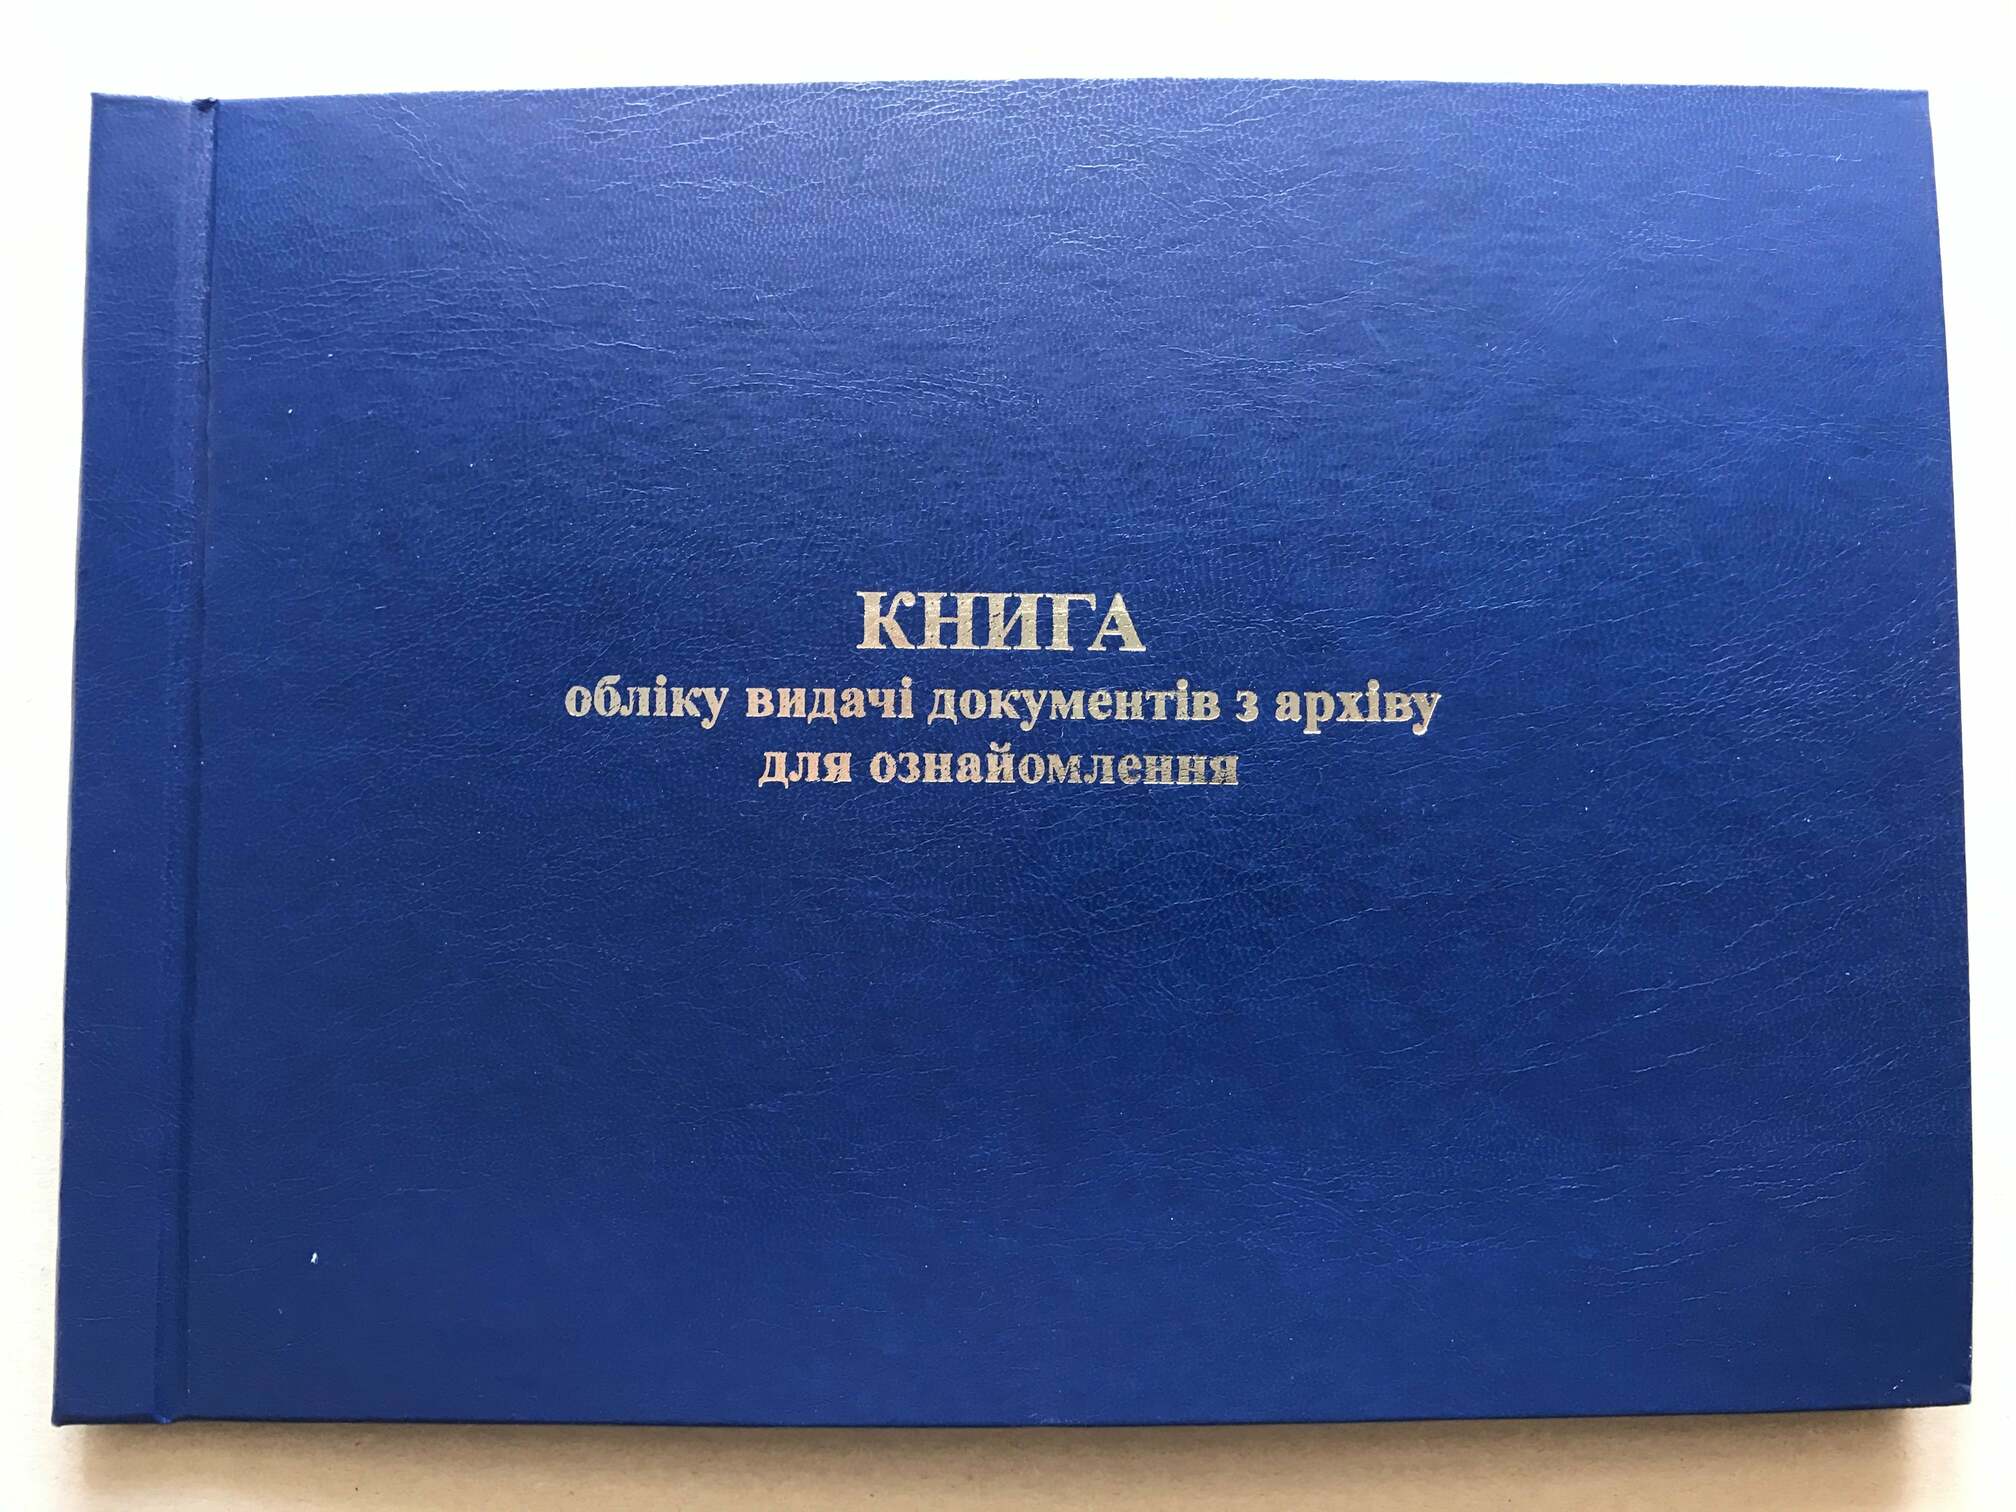 КНИГА
обліку видачі документів з архіву
для ознайомлення